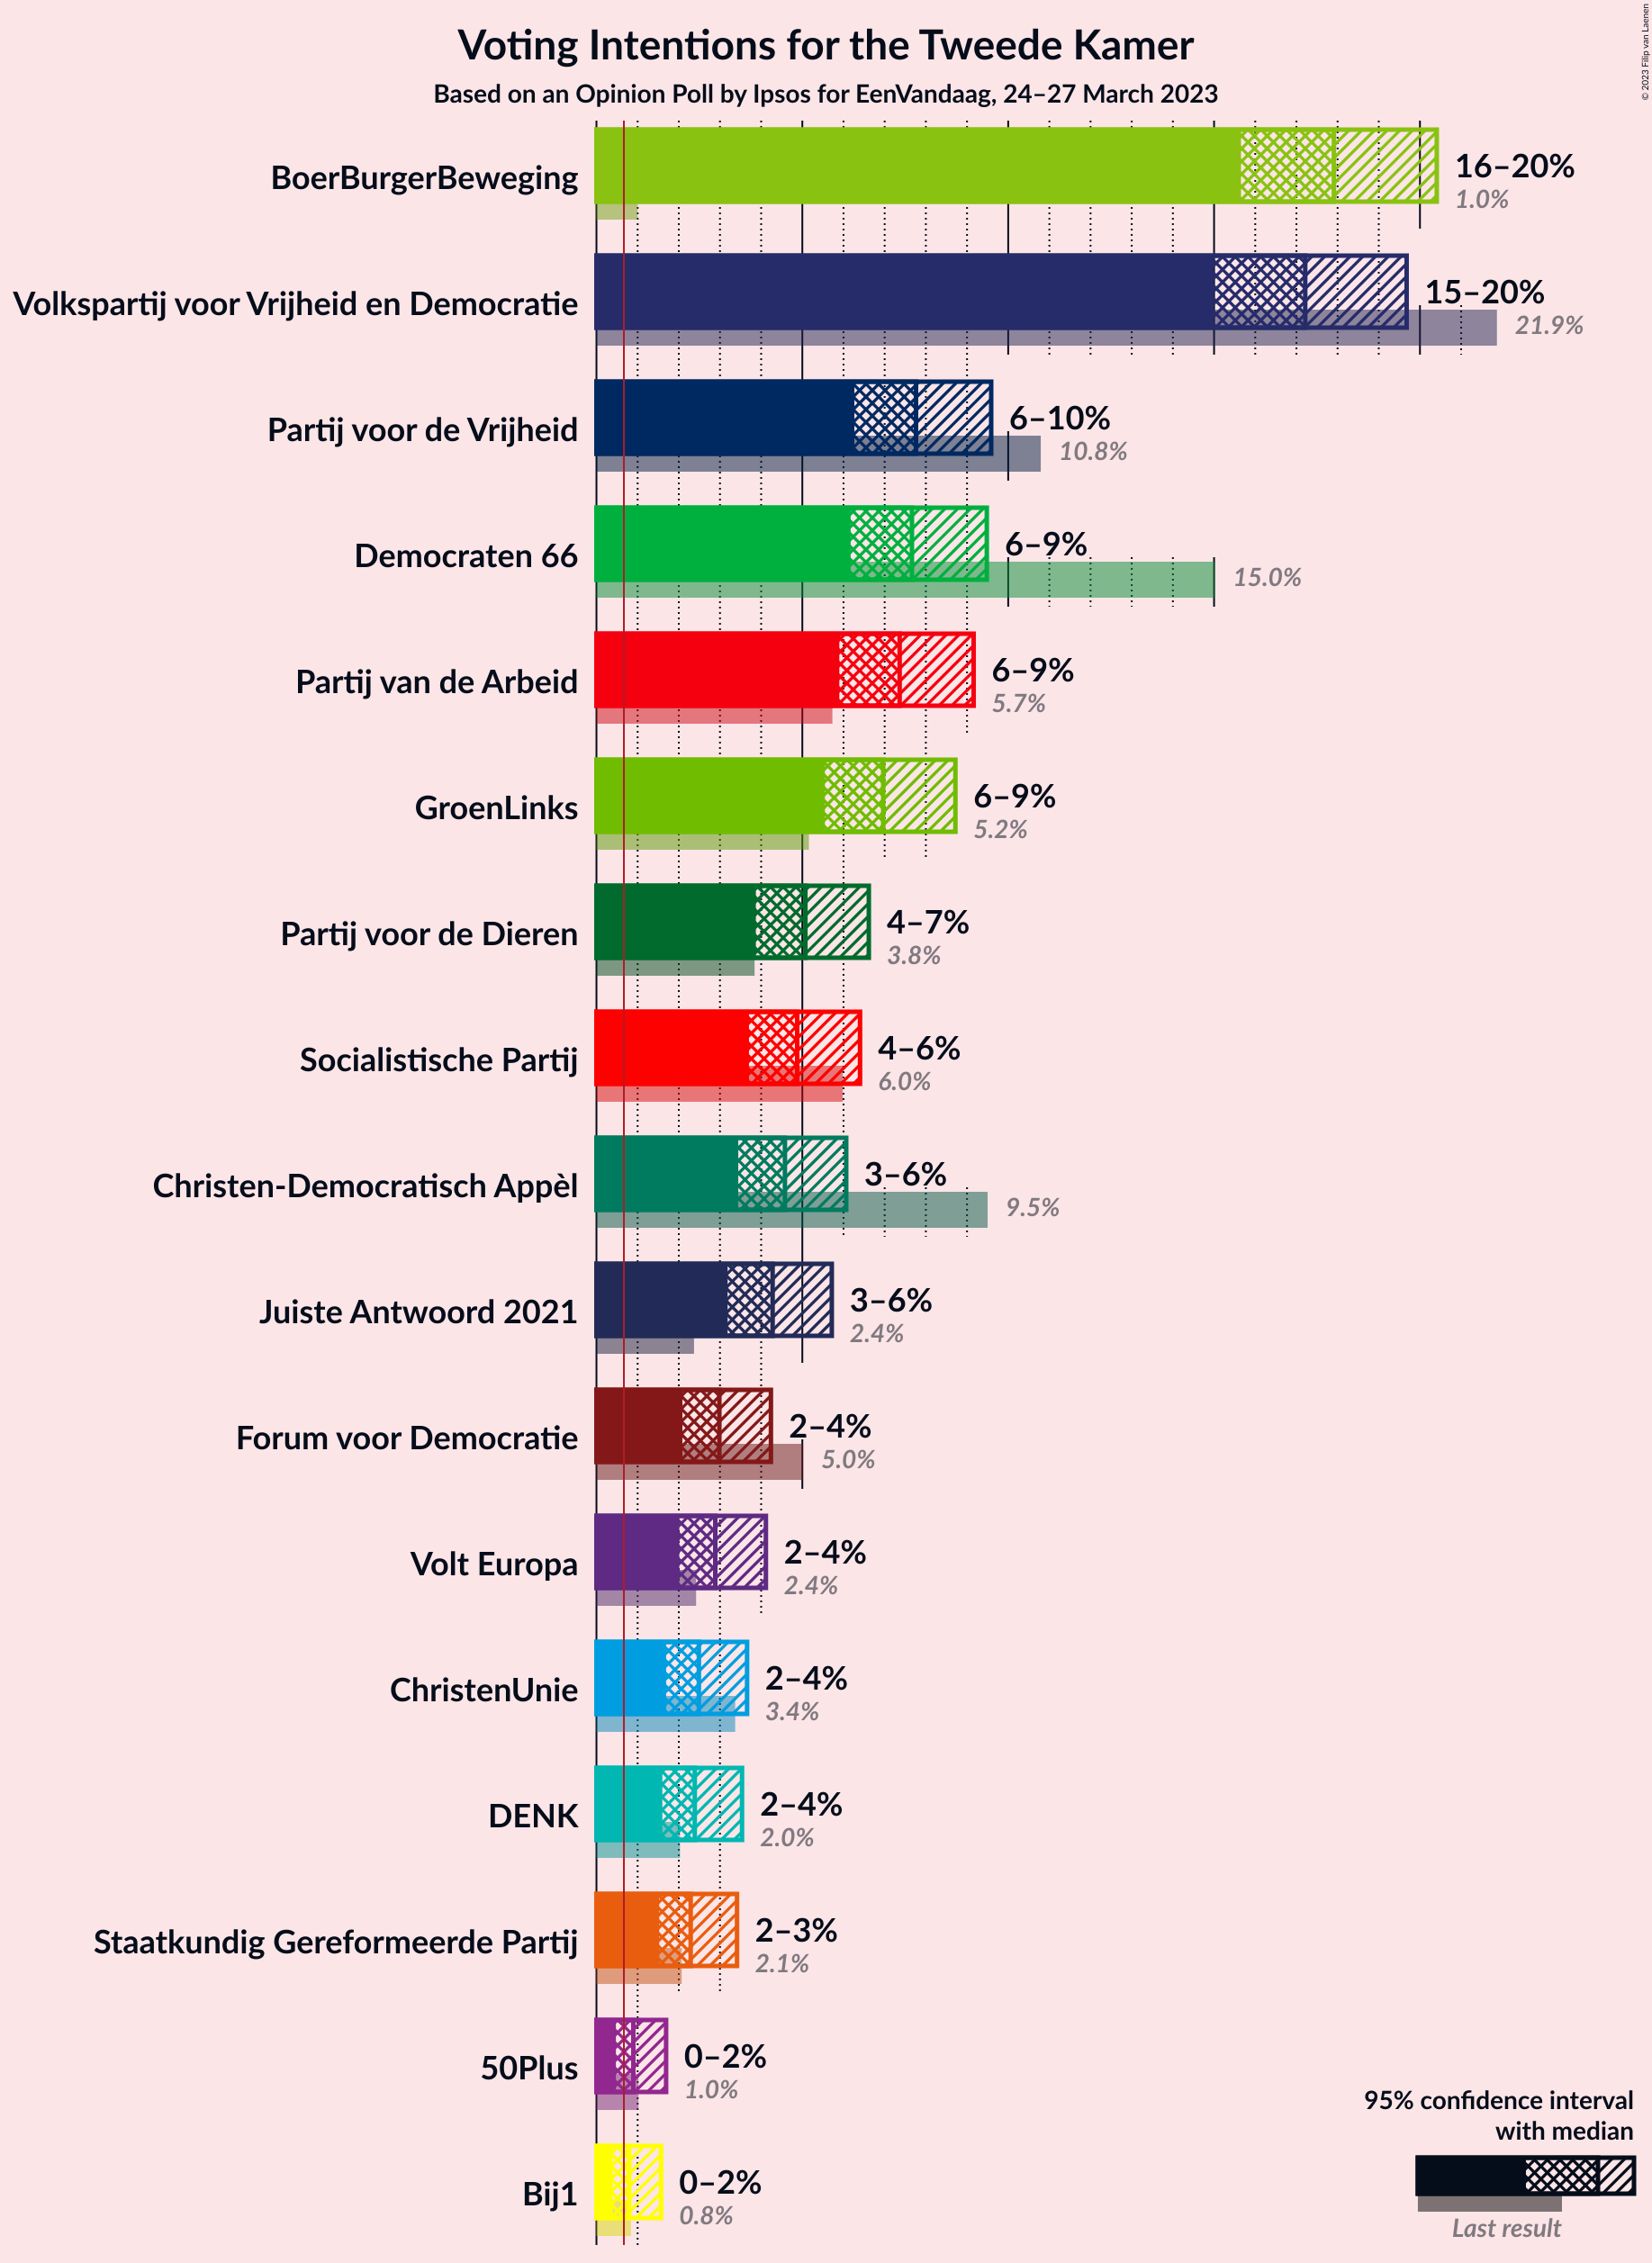 © 2023 Filip van Laenen
Voting Intentions for the Tweede Kamer
Based on an Opinion Poll by Ipsos for EenVandaag, 24–27 March 2023
BoerBurgerBeweging
16–20%
1.0%
Volkspartij voor Vrijheid en Democratie
15–20%
21.9%
Partij voor de Vrijheid
6–10%
10.8%
Democraten 66
6–9%
15.0%
Partij van de Arbeid
6–9%
5.7%
GroenLinks
6–9%
5.2%
Partij voor de Dieren
4–7%
3.8%
Socialistische Partij
4–6%
6.0%
Christen-Democratisch Appèl
3–6%
9.5%
Juiste Antwoord 2021
3–6%
2.4%
Forum voor Democratie
2–4%
5.0%
Volt Europa
2–4%
2.4%
ChristenUnie
2–4%
3.4%
DENK
2–4%
2.0%
Staatkundig Gereformeerde Partij
2–3%
2.1%
50Plus
0–2%
1.0%
Bij1
0–2%
0.8%
95% confidence interval
with median
Last result